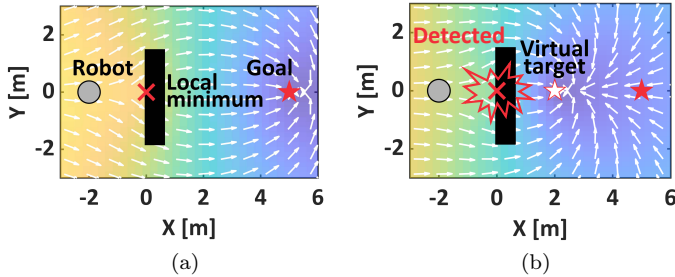 Robot
Local
minimum
Goal
Y [m]
2
0
-2
-2
0
2
4
6
X [m]
(a)
Detected
Virtual
target
Y [m]
2
0
-2
-2
0
2
4
6
X [m]
(b)